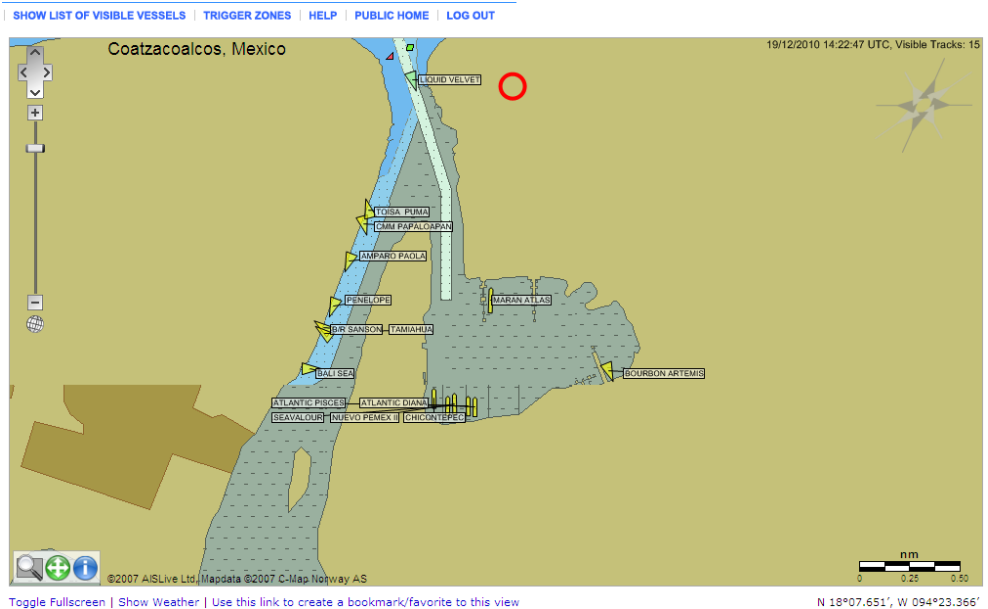 SHOW LIST OF VISIBLE VESSELS | TRIGGER ZONES | HELP | PUBLIC HOME | LOG OUT
Coatzacoalcos, Mexico
19/12/2010 14:22:47 UTC, Visible Tracks: 15
LIQUID VELVET
TOISA PUMA
CMM PAPALOAPAN
AMPARO PAOLA
PENELOPE
MARAN ATLAS
B/R SANSON
TAMIAHUA
BALI SEA
BOURBON ARTEMIS
ATLANTIC PISCES
ATLANTIC DIANA
SEAVALOUR
NUEVO PEMEX II
CHICONTEPEC
nm
0 0.25 0.50
©2007 AISLive Ltd, Mapdata ©2007 C-Map Norway AS
Toggle Fullscreen | Show Weather | Use this link to create a bookmark/favorite to this view
N 18°07.651′, W 094°23.366′